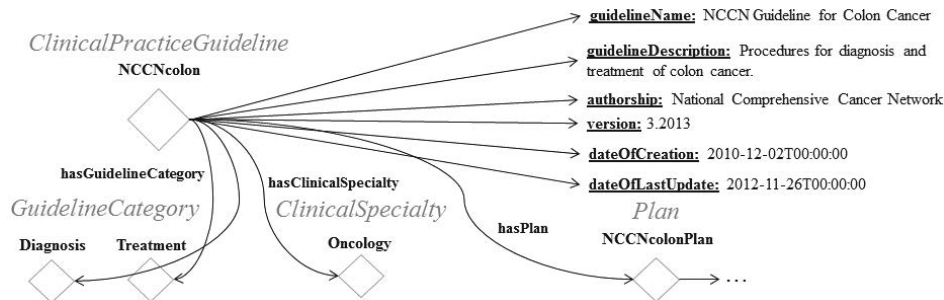 guidelineName: NCCN Guideline for Colon Cancer
ClinicalPracticeGuideline
guidelineDescription: Procedures for diagnosis and
treatment of colon cancer.
NCCNcolon
authorship: National Comprehensive Cancer Network
version: 3.2013
dateOfCreation: 2010-12-02T00:00:00
hasGuidelineCategory
hasClinicalSpecialty
dateOfLastUpdate: 2012-11-26T00:00:00
GuidelineCategory
ClinicalSpecialty
Plan
hasPlan
Diagnosis
Treatment
Oncology
NCCNcolonPlan
...